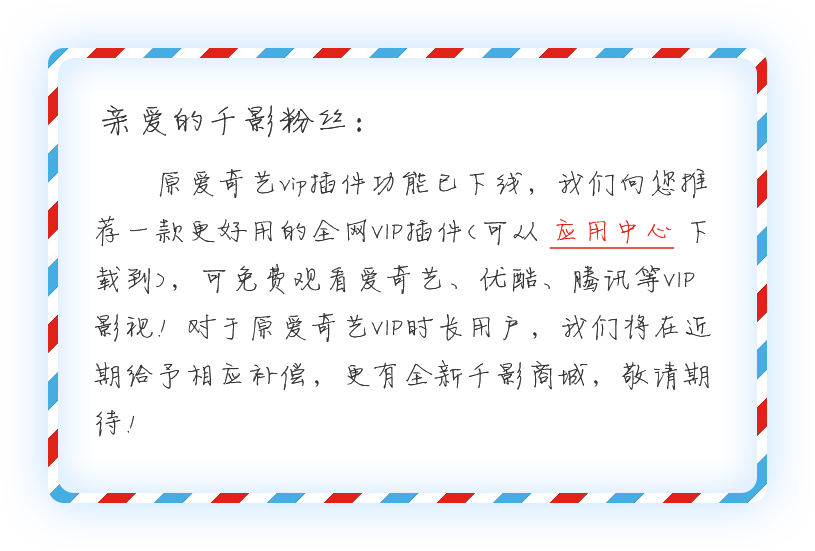 亲爱的千影粉丝：
原爱奇艺vip插件功能已下线，我们向您推
荐一款更好用的全网VIP插件(可从 应用中心 下
载到)，可免费观看爱奇艺、优酷、腾讯等VIP
影视！对于原爱奇艺VIP时长用户，我们将在近
期给予相应补偿，更有全新千影商城，敬请期
待！